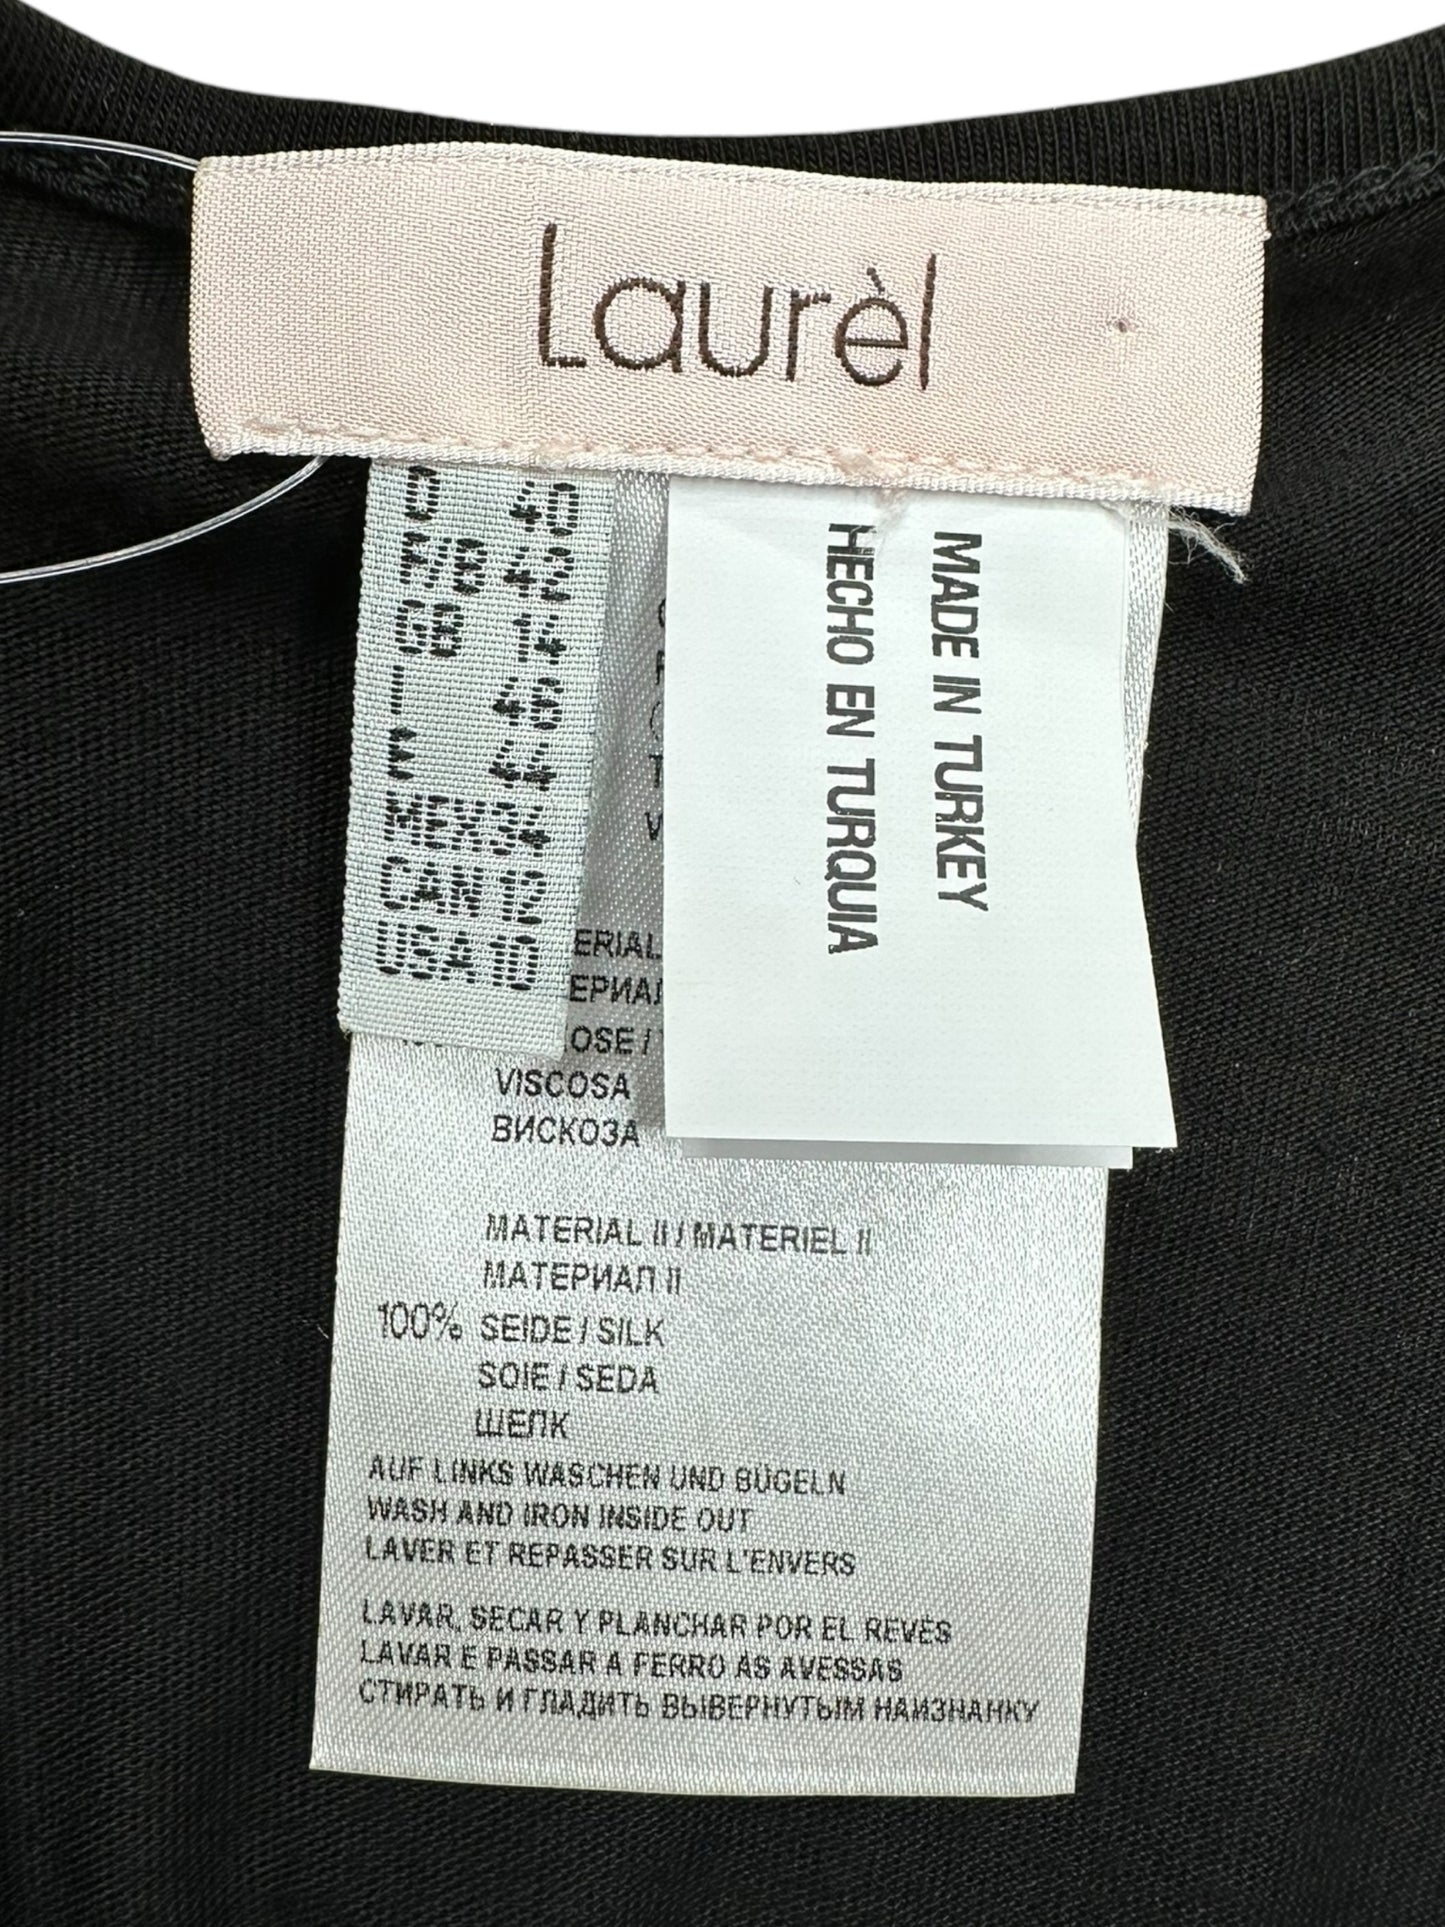 Laurèl
D 40
F/B 42
GB 14
I 46
E 44
MEX 34
CAN 12
USA 10
MADE IN TURKEY
HECHO EN TURQUIA
VISCOSA
ВИСКОЗА
MATERIAL II / MATERIEL II
МАТЕРИАЛ II
100% SEIDE / SILK
SOIE / SEDA
ШЕЛК
AUF LINKS WASCHEN UND BÜGELN
WASH AND IRON INSIDE OUT
LAVER ET REPASSER SUR L'ENVERS
LAVAR, SECAR Y PLANCHAR POR EL REVÉS
LAVAR E PASSAR A FERRO ÀS AVESSAS
СТИРАТЬ И ГЛАДИТЬ ВЫВЕРНУТЫМ НАИЗНАНКУ